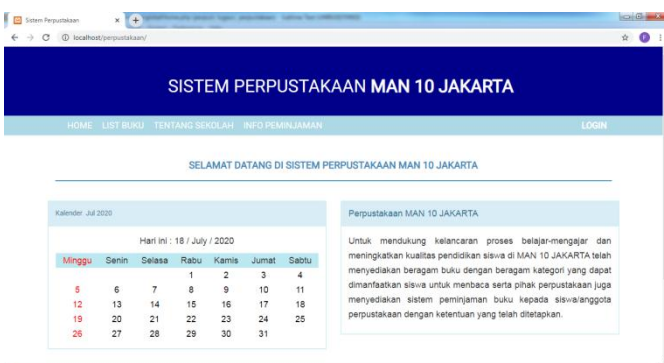 Sistem Perpustakaan
localhost/perpustakaan/
SISTEM PERPUSTAKAAN MAN 10 JAKARTA
HOME LIST BUKU TENTANG SEKOLAH INFO PEMINJAMAN LOGIN
SELAMAT DATANG DI SISTEM PERPUSTAKAAN MAN 10 JAKARTA
Kalender Jul 2020
Hari ini : 18 / July / 2020
Minggu Senin Selasa Rabu Kamis Jumat Sabtu
1 2 3 4
5 6 7 8 9 10 11
12 13 14 15 16 17 18
19 20 21 22 23 24 25
26 27 28 29 30 31
Perpustakaan MAN 10 JAKARTA
Untuk mendukung kelancaran proses belajar-mengajar dan
meningkatkan kualitas pendidikan siswa di MAN 10 JAKARTA telah
menyediakan beragam buku dengan beragam kategori yang dapat
dimanfaatkan siswa untuk menbaca serta pihak perpustakaan juga
menyediakan sistem peminjaman buku kepada siswa/anggota
perpustakaan dengan ketentuan yang telah ditetapkan.